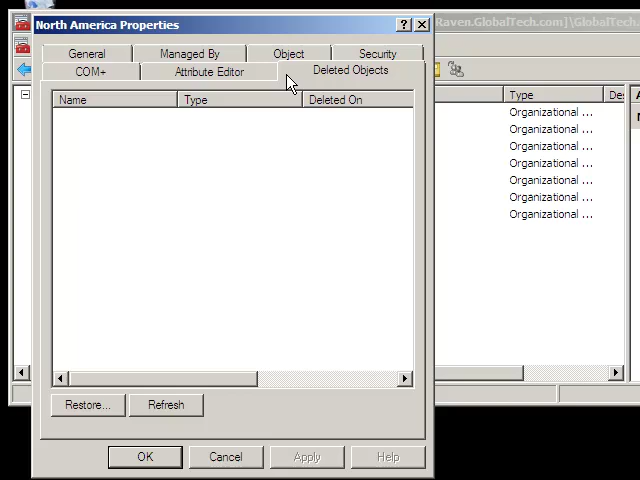 North America Properties
Raven.GlobalTech.com]\GlobalTech
General Managed By Object Security
COM+ Attribute Editor Deleted Objects
Name Type Deleted On
Type
Organizational ...
Organizational ...
Organizational ...
Organizational ...
Organizational ...
Organizational ...
Organizational ...
Restore... Refresh
OK Cancel Apply Help